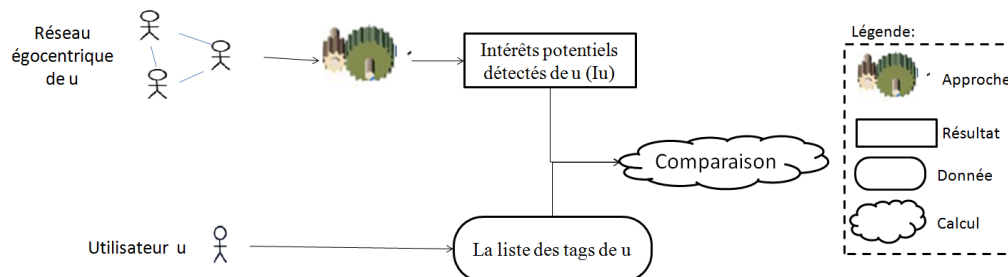 Réseau
égocentrique
de u
Intérêts potentiels
détectés de u (Iu)
Comparaison
Utilisateur u
La liste des tags de u
Légende:
Approche
Résultat
Donnée
Calcul